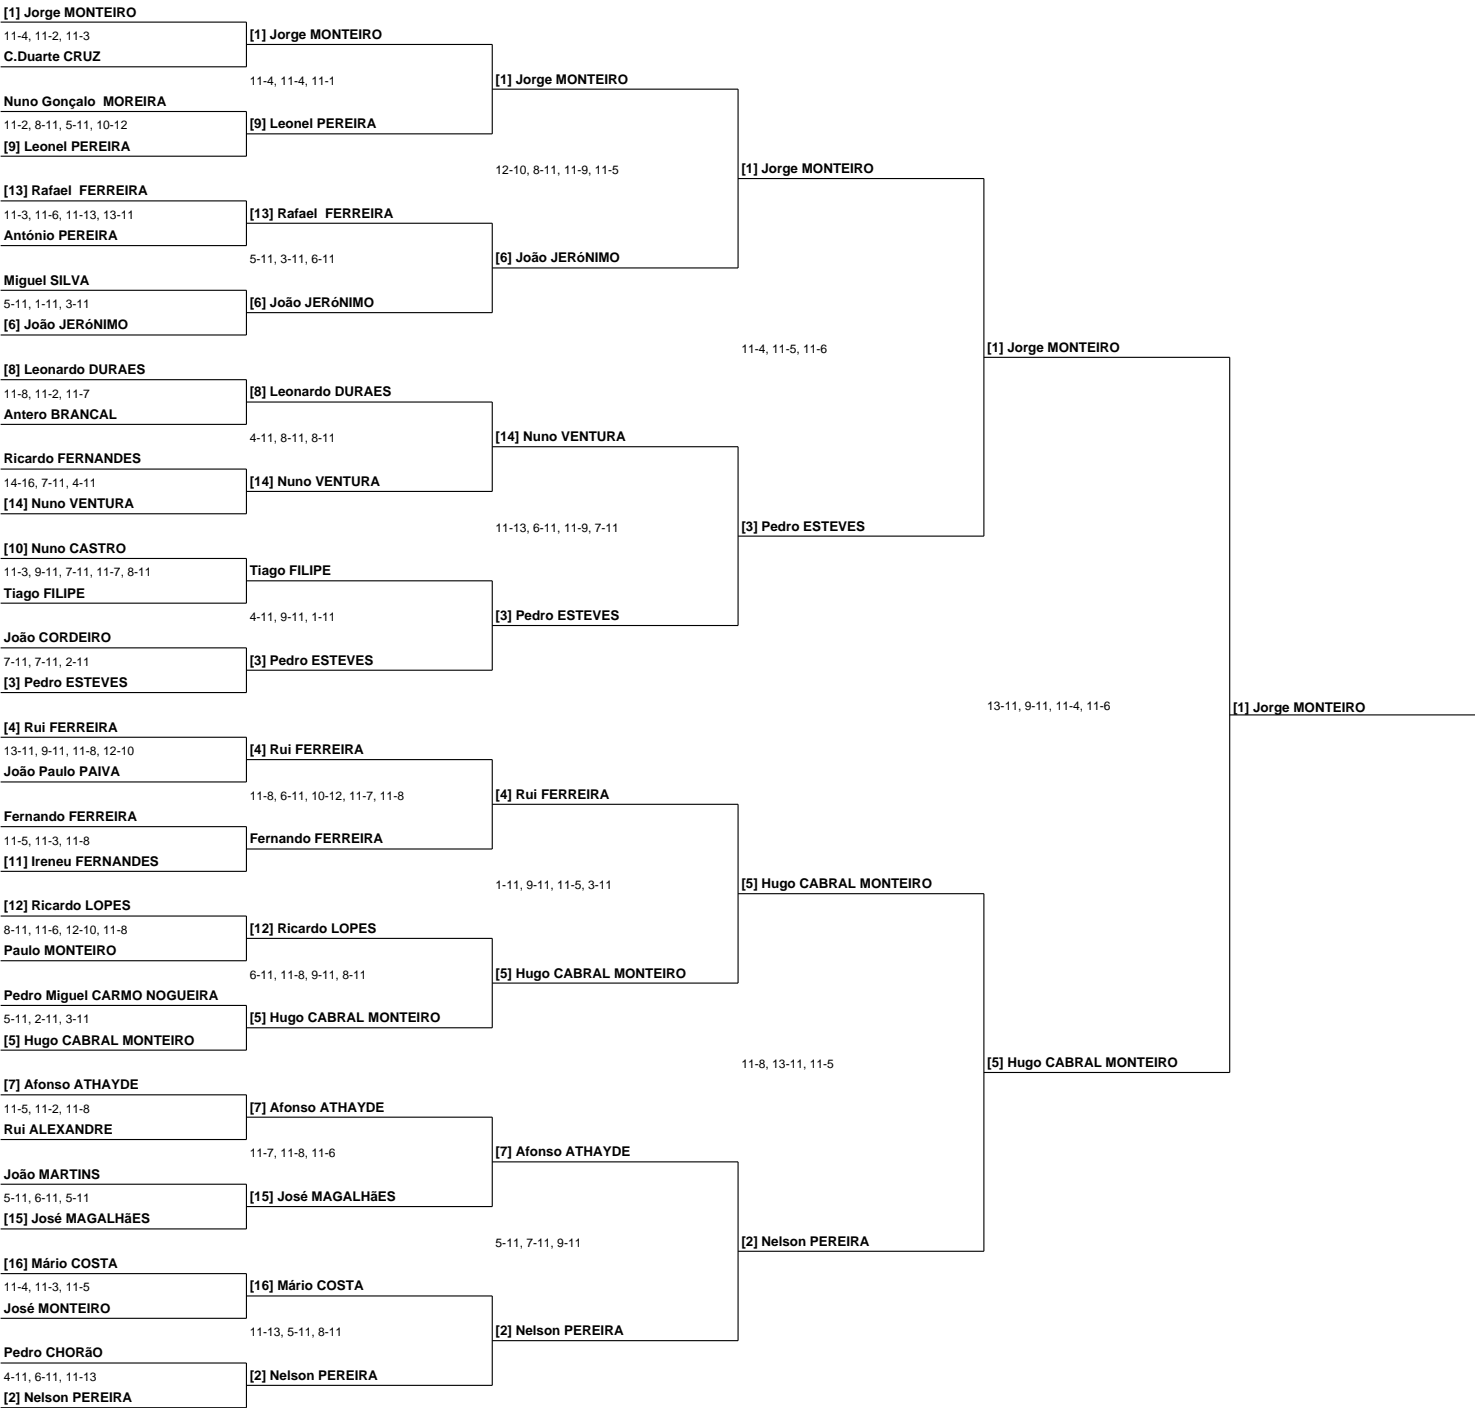 [1] Jorge MONTEIRO
11-4, 11-2, 11-3
C.Duarte CRUZ
Nuno Gonçalo  MOREIRA
11-2, 8-11, 5-11, 10-12
[9] Leonel PEREIRA
[13] Rafael  FERREIRA
11-3, 11-6, 11-13, 13-11
António PEREIRA
Miguel SILVA
5-11, 1-11, 3-11
[6] João JERóNIMO
[8] Leonardo DURAES
11-8, 11-2, 11-7
Antero BRANCAL
Ricardo FERNANDES
14-16, 7-11, 4-11
[14] Nuno VENTURA
[10] Nuno CASTRO
11-3, 9-11, 7-11, 11-7, 8-11
Tiago FILIPE
João CORDEIRO
7-11, 7-11, 2-11
[3] Pedro ESTEVES
[4] Rui FERREIRA
13-11, 9-11, 11-8, 12-10
João Paulo PAIVA
Fernando FERREIRA
11-5, 11-3, 11-8
[11] Ireneu FERNANDES
[12] Ricardo LOPES
8-11, 11-6, 12-10, 11-8
Paulo MONTEIRO
Pedro Miguel CARMO NOGUEIRA
5-11, 2-11, 3-11
[5] Hugo CABRAL MONTEIRO
[7] Afonso ATHAYDE
11-5, 11-2, 11-8
Rui ALEXANDRE
João MARTINS
5-11, 6-11, 5-11
[15] José MAGALHãES
[16] Mário COSTA
11-4, 11-3, 11-5
José MONTEIRO
Pedro CHORãO
4-11, 6-11, 11-13
[2] Nelson PEREIRA
[1] Jorge MONTEIRO
11-4, 11-4, 11-1
[9] Leonel PEREIRA
[13] Rafael  FERREIRA
5-11, 3-11, 6-11
[6] João JERóNIMO
[8] Leonardo DURAES
4-11, 8-11, 8-11
[14] Nuno VENTURA
Tiago FILIPE
4-11, 9-11, 1-11
[3] Pedro ESTEVES
[4] Rui FERREIRA
11-8, 6-11, 10-12, 11-7, 11-8
Fernando FERREIRA
[12] Ricardo LOPES
6-11, 11-8, 9-11, 8-11
[5] Hugo CABRAL MONTEIRO
[7] Afonso ATHAYDE
11-7, 11-8, 11-6
[15] José MAGALHãES
[16] Mário COSTA
11-13, 5-11, 8-11
[2] Nelson PEREIRA
[1] Jorge MONTEIRO
12-10, 8-11, 11-9, 11-5
[6] João JERóNIMO
[14] Nuno VENTURA
11-13, 6-11, 11-9, 7-11
[3] Pedro ESTEVES
[4] Rui FERREIRA
1-11, 9-11, 11-5, 3-11
[5] Hugo CABRAL MONTEIRO
[7] Afonso ATHAYDE
5-11, 7-11, 9-11
[2] Nelson PEREIRA
[1] Jorge MONTEIRO
11-4, 11-5, 11-6
[3] Pedro ESTEVES
[5] Hugo CABRAL MONTEIRO
11-8, 13-11, 11-5
[2] Nelson PEREIRA
[1] Jorge MONTEIRO
13-11, 9-11, 11-4, 11-6
[5] Hugo CABRAL MONTEIRO
[1] Jorge MONTEIRO